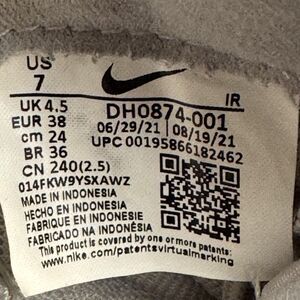 US
7
IR
UK 4.5
EUR 38
cm 24
BR 36
CN 240(2.5)
DH0874-001
06/29/21 08/19/21
UPC 00195866182462
014FKW9YSXAWZ
MADE IN INDONESIA
HECHO EN INDONESIA
FABRIQUE EN INDONESIE
FABRICADO NA INDONÉSIA
This product is covered by one or more patents:
www.nike.com/patentsvirtualmarking